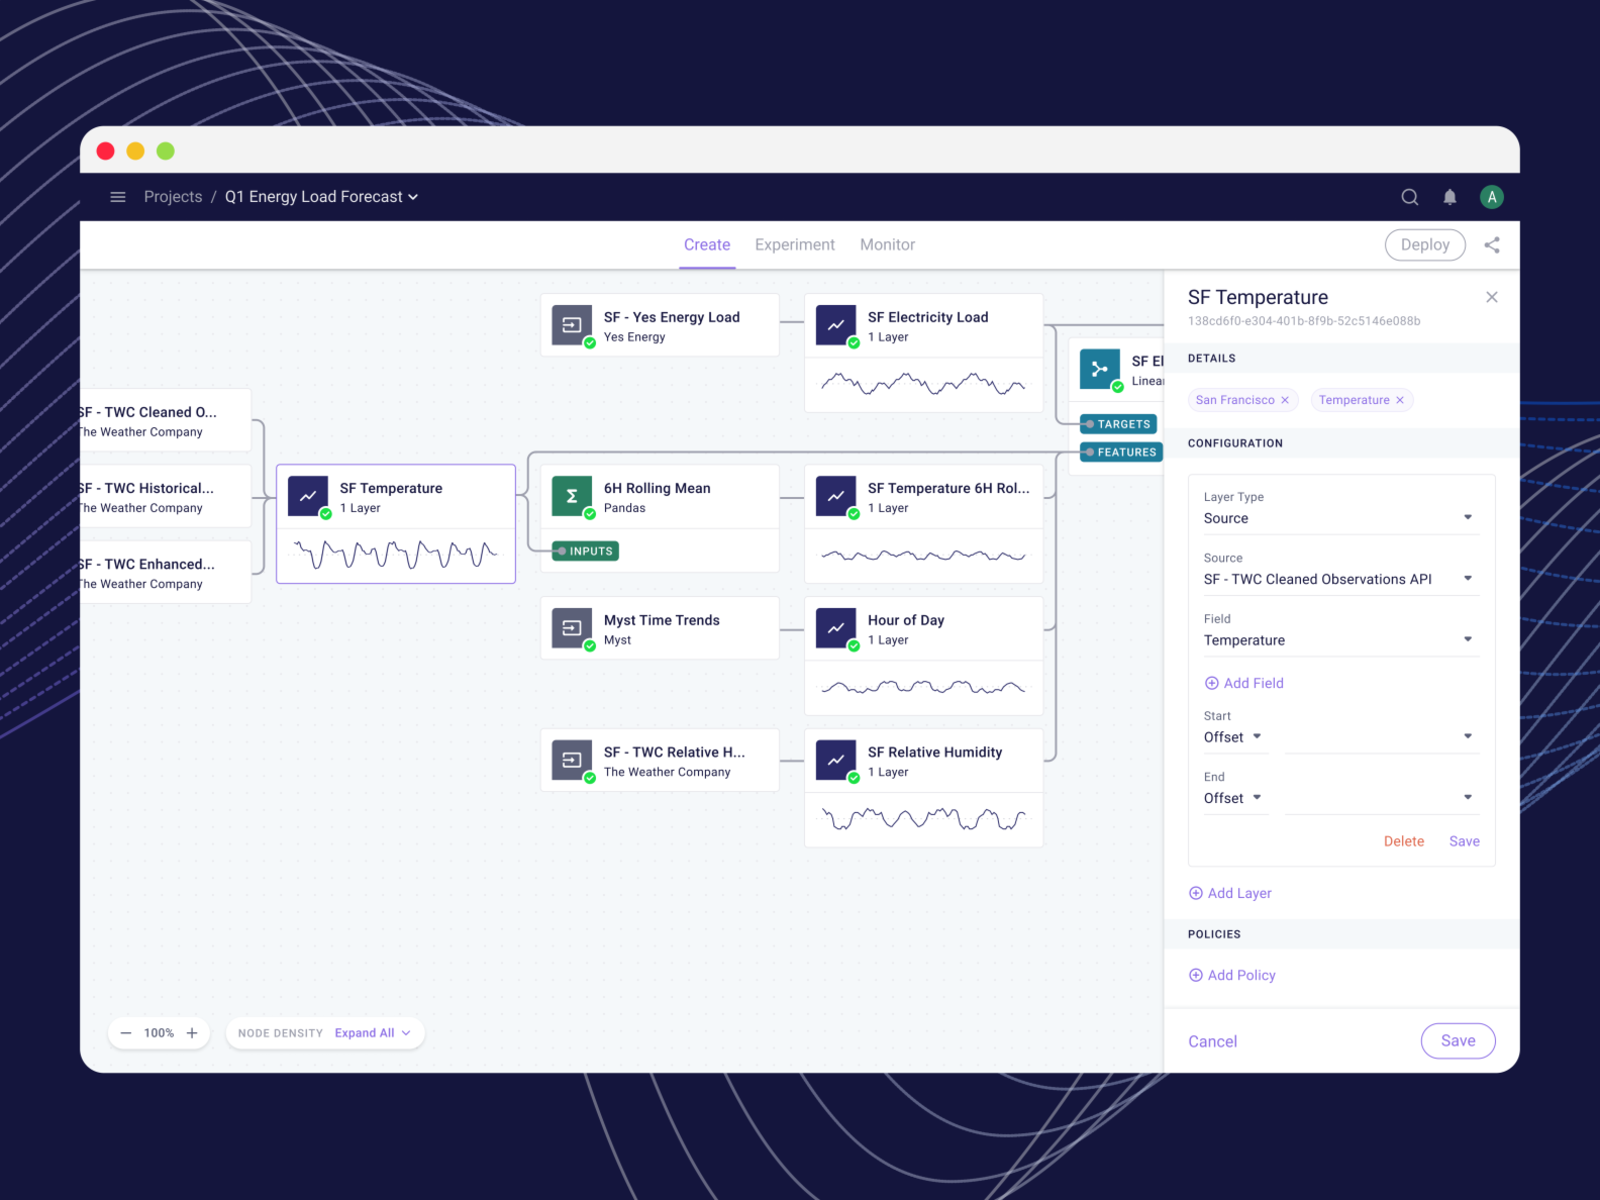 Projects / Q1 Energy Load Forecast
A
Create Experiment Monitor
Deploy
SF - Yes Energy Load
Yes Energy
SF Electricity Load
1 Layer
SF El
Linear
TARGETS
FEATURES
SF - TWC Cleaned O...
The Weather Company
SF - TWC Historical...
The Weather Company
SF - TWC Enhanced...
The Weather Company
SF Temperature
1 Layer
6H Rolling Mean
Pandas
INPUTS
SF Temperature 6H Rol...
1 Layer
Myst Time Trends
Myst
Hour of Day
1 Layer
SF - TWC Relative H...
The Weather Company
SF Relative Humidity
1 Layer
100%
NODE DENSITY Expand All
SF Temperature
138cd6f0-e304-401b-8f9b-52c5146e088b
DETAILS
San Francisco
Temperature
CONFIGURATION
Layer Type
Source
Source
SF - TWC Cleaned Observations API
Field
Temperature
Add Field
Start
Offset
End
Offset
Delete Save
Add Layer
POLICIES
Add Policy
Cancel Save